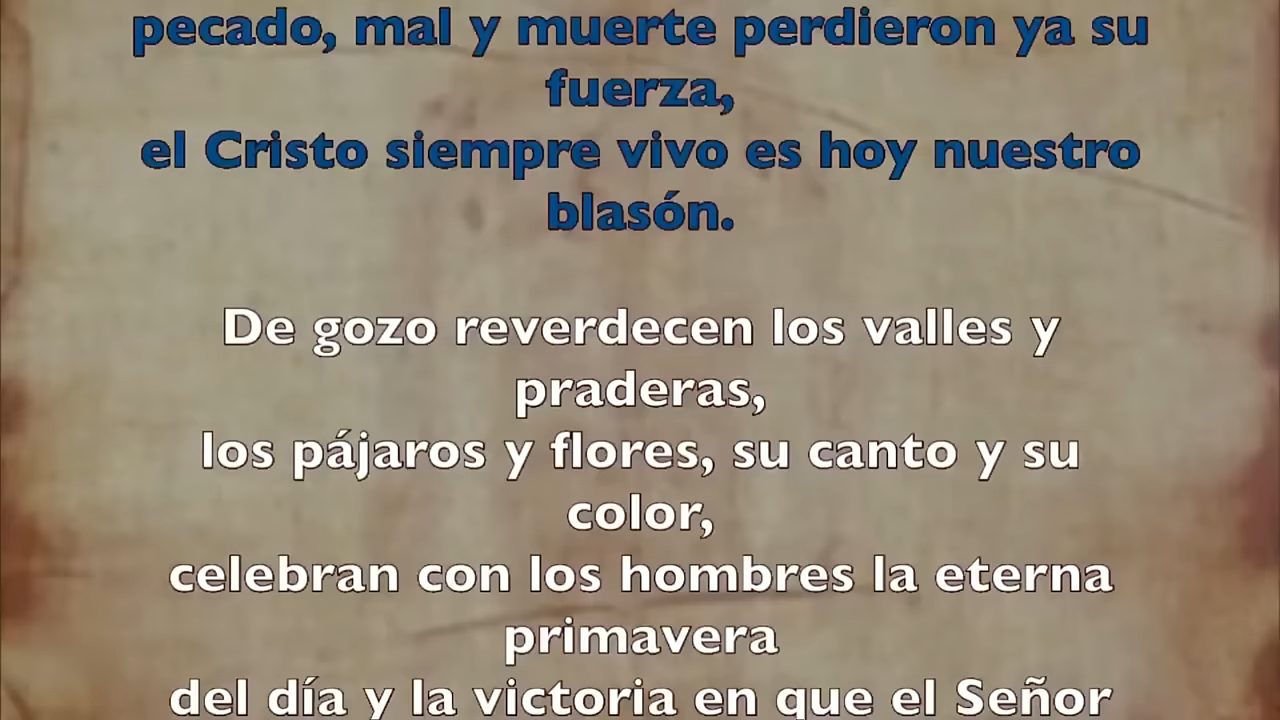 pecado, mal y muerte perdieron ya su
fuerza,
el Cristo siempre vivo es hoy nuestro
blasón.
De gozo reverdecen los valles y
praderas,
los pájaros y flores, su canto y su
color,
celebran con los hombres la eterna
primavera
del día y la victoria en que el Señor